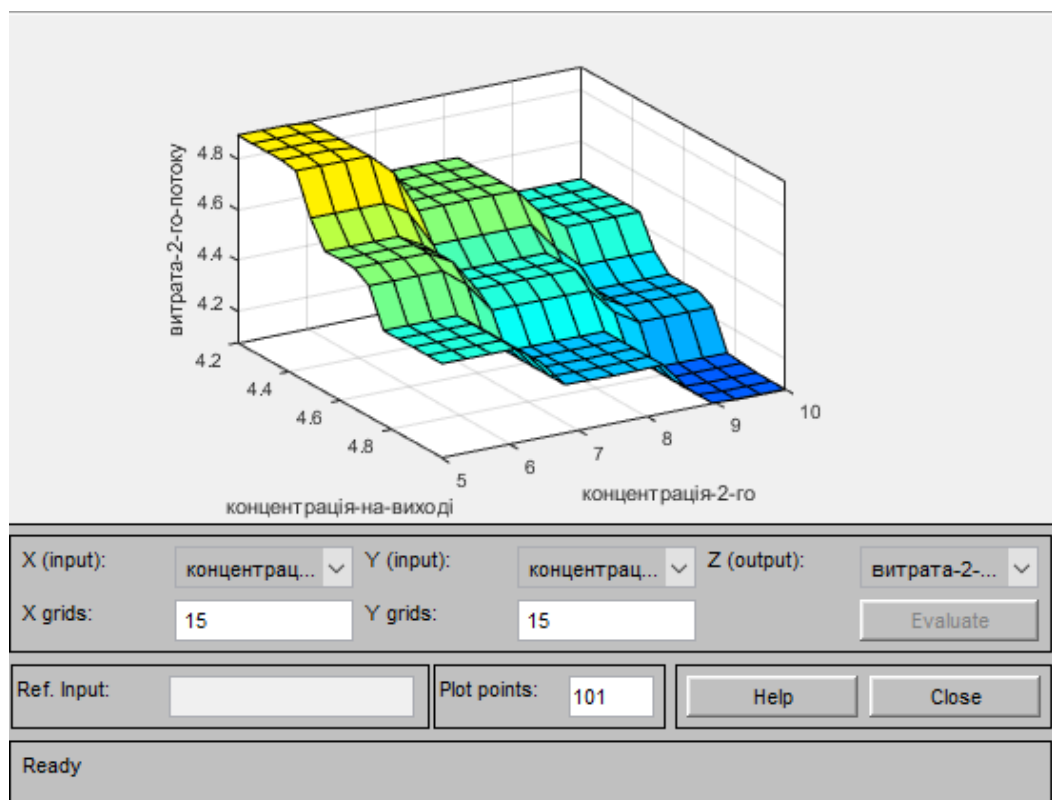 витрата-2-го-потоку
4.8
4.6
4.4
4.2
4.2
4.4
4.6
4.8
5
6
7
8
9
10
концентрація-на-виході
концентрація-2-го
X (input): концентрац... Y (input): концентрац... Z (output): витрата-2-...
X grids: 15 Y grids: 15 Evaluate
Ref. Input: Plot points: 101 Help Close
Ready